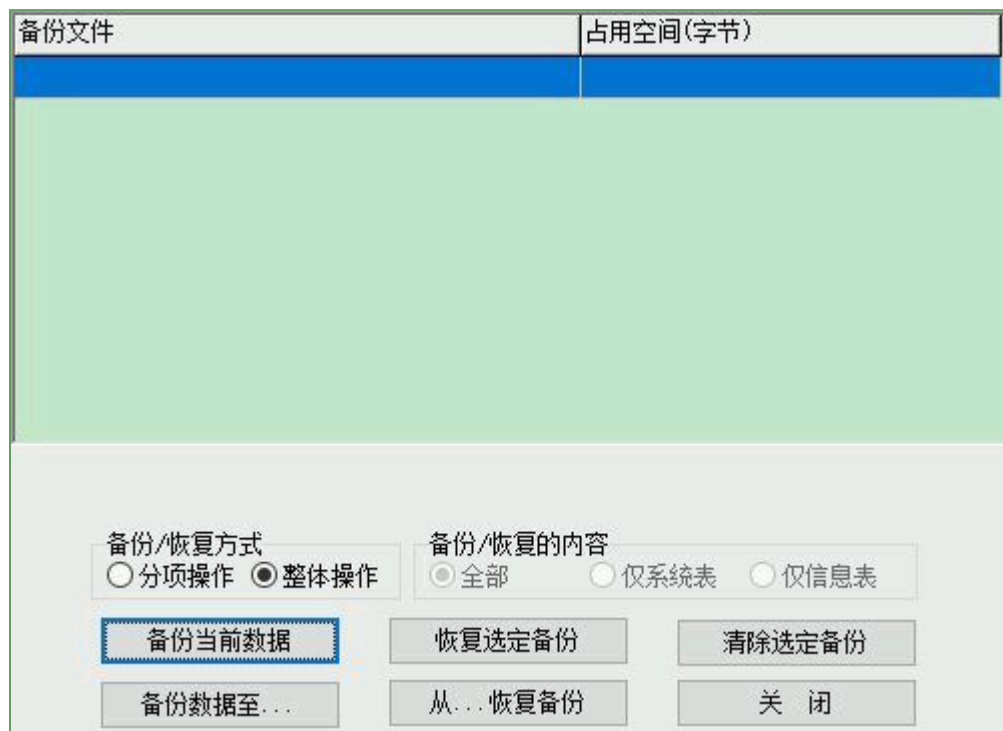 备份文件 占用空间(字节)
备份/恢复方式 备份/恢复的内容
分项操作 整体操作 全部 仅系统表 仅信息表
备份当前数据 恢复选定备份 清除选定备份
备份数据至... 从...恢复备份 关 闭